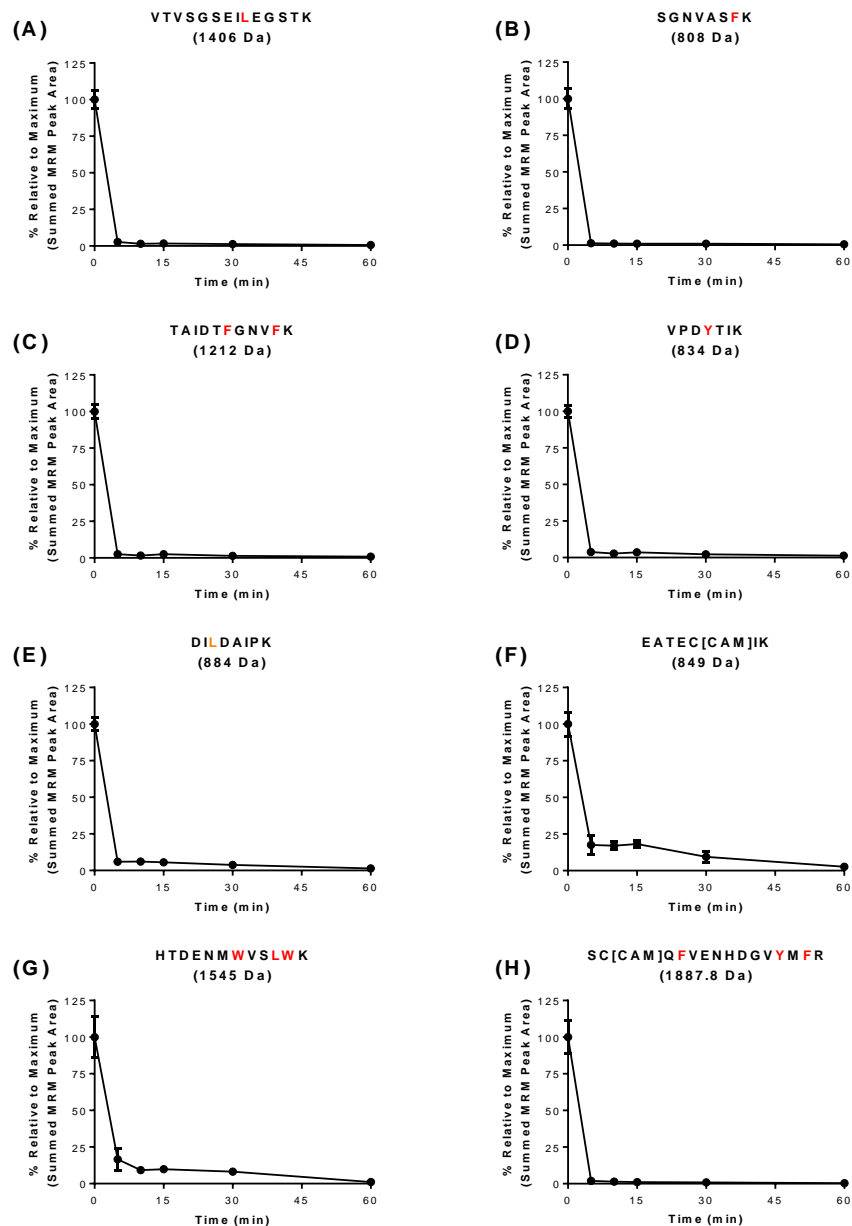 (A)
VTVSGSEILEGSTK
(1406 Da)
% Relative to Maximum
(Summed MRM Peak Area)
125
100
75
50
25
0
0 15 30 45 60
Time (min)
(B)
SGNVASFK
(808 Da)
% Relative to Maximum
(Summed MRM Peak Area)
125
100
75
50
25
0
0 15 30 45 60
Time (min)
(C)
TAIDTFGNVFK
(1212 Da)
% Relative to Maximum
(Summed MRM Peak Area)
125
100
75
50
25
0
0 15 30 45 60
Time (min)
(D)
VPDYTIK
(834 Da)
% Relative to Maximum
(Summed MRM Peak Area)
125
100
75
50
25
0
0 15 30 45 60
Time (min)
(E)
DILDAIPK
(884 Da)
% Relative to Maximum
(Summed MRM Peak Area)
125
100
75
50
25
0
0 15 30 45 60
Time (min)
(F)
EATEC[CAM]IK
(849 Da)
% Relative to Maximum
(Summed MRM Peak Area)
125
100
75
50
25
0
0 15 30 45 60
Time (min)
(G)
HTDENMWVSLWK
(1545 Da)
% Relative to Maximum
(Summed MRM Peak Area)
125
100
75
50
25
0
0 15 30 45 60
Time (min)
(H)
SC[CAM]QFVENHDGVYMFR
(1887.8 Da)
% Relative to Maximum
(Summed MRM Peak Area)
125
100
75
50
25
0
0 15 30 45 60
Time (min)